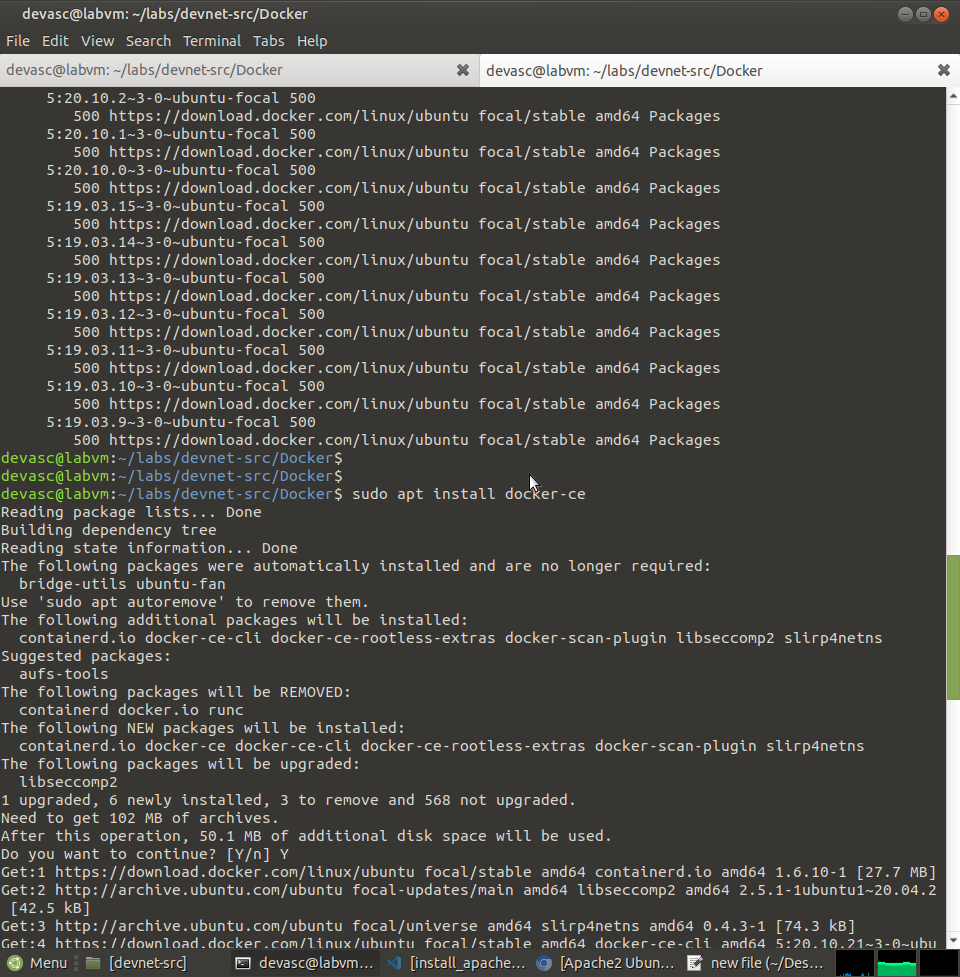 devasc@labvm: ~/labs/devnet-src/Docker
File Edit View Search Terminal Tabs Help
devasc@labvm: ~/labs/devnet-src/Docker devasc@labvm: ~/labs/devnet-src/Docker
5:20.10.2~3-0~ubuntu-focal 500
500 https://download.docker.com/linux/ubuntu focal/stable amd64 Packages
5:20.10.1~3-0~ubuntu-focal 500
500 https://download.docker.com/linux/ubuntu focal/stable amd64 Packages
5:20.10.0~3-0~ubuntu-focal 500
500 https://download.docker.com/linux/ubuntu focal/stable amd64 Packages
5:19.03.15~3-0~ubuntu-focal 500
500 https://download.docker.com/linux/ubuntu focal/stable amd64 Packages
5:19.03.14~3-0~ubuntu-focal 500
500 https://download.docker.com/linux/ubuntu focal/stable amd64 Packages
5:19.03.13~3-0~ubuntu-focal 500
500 https://download.docker.com/linux/ubuntu focal/stable amd64 Packages
5:19.03.12~3-0~ubuntu-focal 500
500 https://download.docker.com/linux/ubuntu focal/stable amd64 Packages
5:19.03.11~3-0~ubuntu-focal 500
500 https://download.docker.com/linux/ubuntu focal/stable amd64 Packages
5:19.03.10~3-0~ubuntu-focal 500
500 https://download.docker.com/linux/ubuntu focal/stable amd64 Packages
5:19.03.9~3-0~ubuntu-focal 500
500 https://download.docker.com/linux/ubuntu focal/stable amd64 Packages
devasc@labvm:~/labs/devnet-src/Docker$
devasc@labvm:~/labs/devnet-src/Docker$
devasc@labvm:~/labs/devnet-src/Docker$ sudo apt install docker-ce
Reading package lists... Done
Building dependency tree
Reading state information... Done
The following packages were automatically installed and are no longer required:
bridge-utils ubuntu-fan
Use 'sudo apt autoremove' to remove them.
The following additional packages will be installed:
containerd.io docker-ce-cli docker-ce-rootless-extras docker-scan-plugin libseccomp2 slirp4netns
Suggested packages:
aufs-tools
The following packages will be REMOVED:
containerd docker.io runc
The following NEW packages will be installed:
containerd.io docker-ce docker-ce-cli docker-ce-rootless-extras docker-scan-plugin slirp4netns
The following packages will be upgraded:
libseccomp2
1 upgraded, 6 newly installed, 3 to remove and 568 not upgraded.
Need to get 102 MB of archives.
After this operation, 50.1 MB of additional disk space will be used.
Do you want to continue? [Y/n] Y
Get:1 https://download.docker.com/linux/ubuntu focal/stable amd64 containerd.io amd64 1.6.10-1 [27.7 MB]
Get:2 http://archive.ubuntu.com/ubuntu focal-updates/main amd64 libseccomp2 amd64 2.5.1-1ubuntu1~20.04.2
[42.5 kB]
Get:3 http://archive.ubuntu.com/ubuntu focal/universe amd64 slirp4netns amd64 0.4.3-1 [74.3 kB]
Get:4 https://download.docker.com/linux/ubuntu focal/stable amd64 docker-ce-cli amd64 5:20.10.21~3-0~ubu
Menu [devnet-src] devasc@labvm:... [install_apache... [Apache2 Ubun... new file (~/Des...